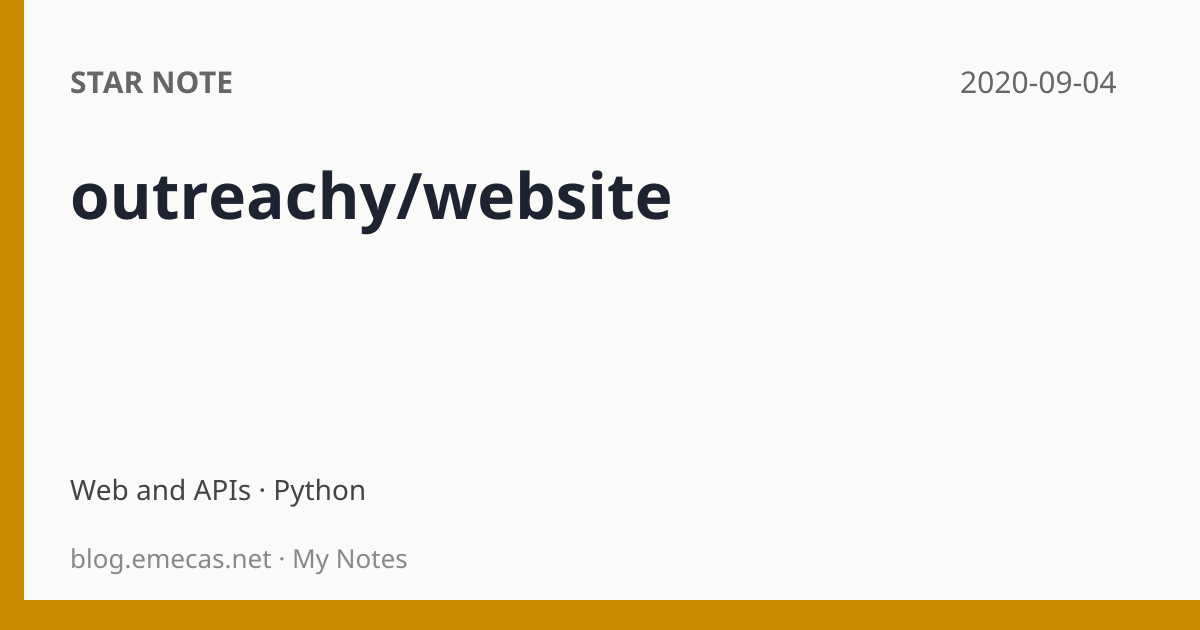 STAR NOTE
2020-09-04
outreachy/website
Web and APIs · Python
blog.emecas.net · My Notes